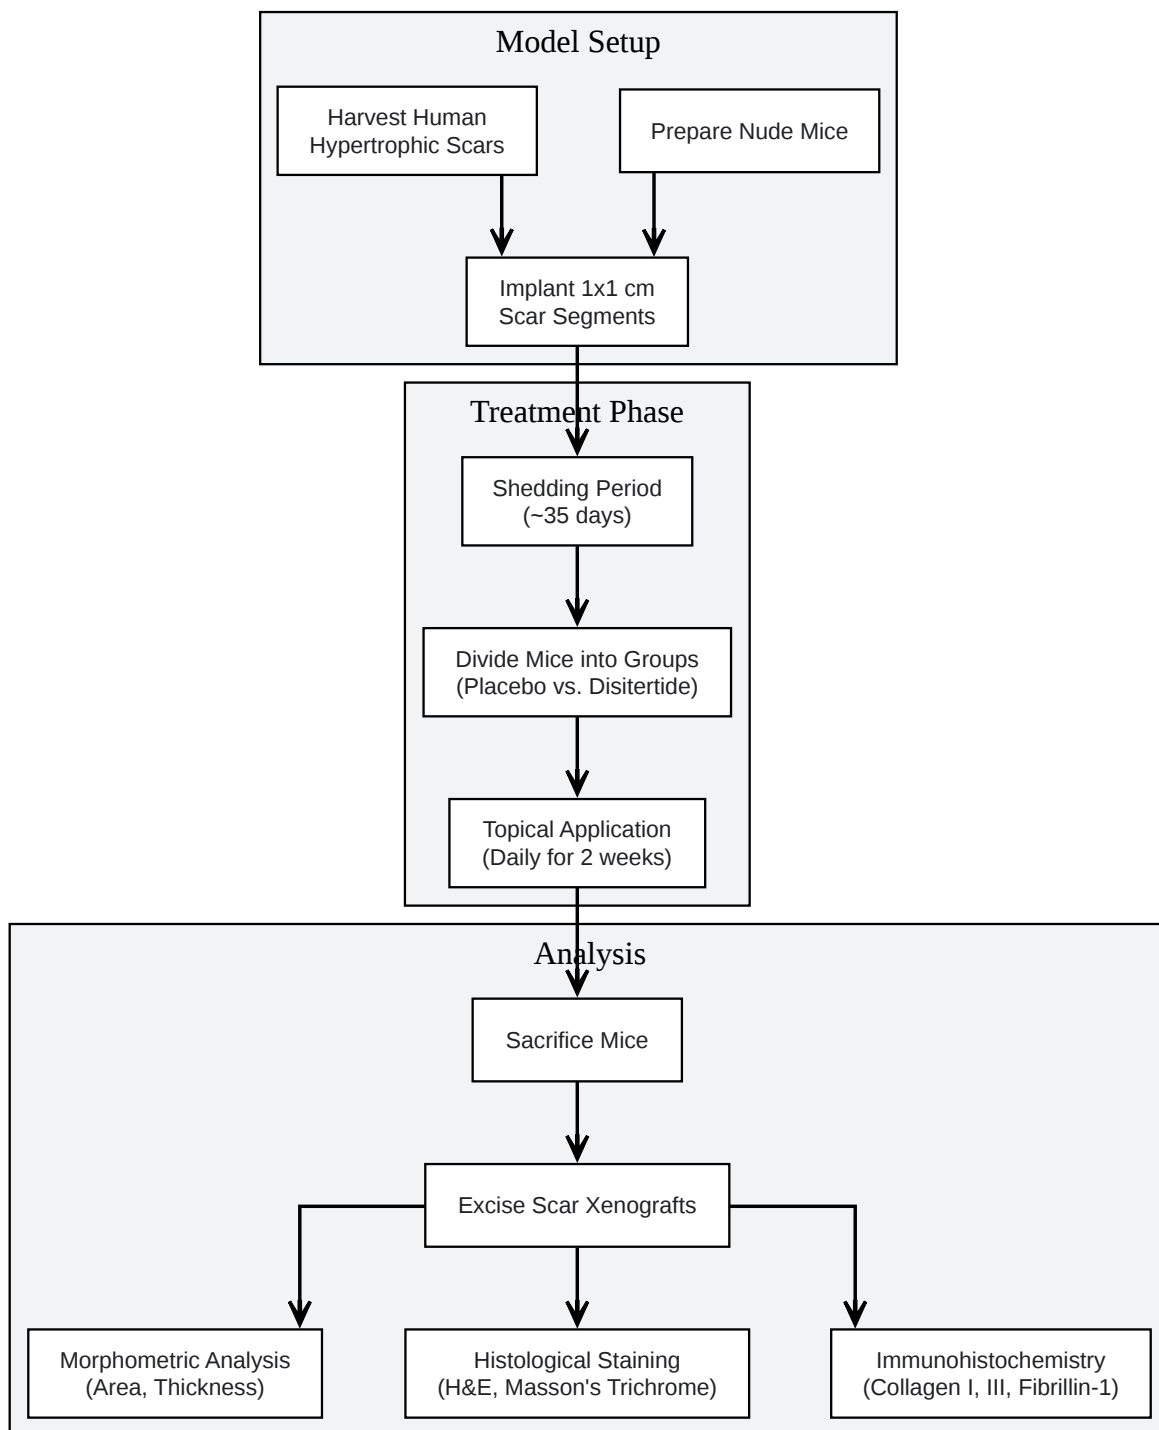 Model Setup
Harvest Human
Hypertrophic Scars
Prepare Nude Mice
Implant 1x1 cm
Scar Segments
Treatment Phase
Shedding Period
(~35 days)
Divide Mice into Groups
(Placebo vs. Disitertide)
Topical Application
(Daily for 2 weeks)
Analysis
Sacrifice Mice
Excise Scar Xenografts
Morphometric Analysis
(Area, Thickness)
Histological Staining
(H&E, Masson's Trichrome)
Immunohistochemistry
(Collagen I, III, Fibrillin-1)